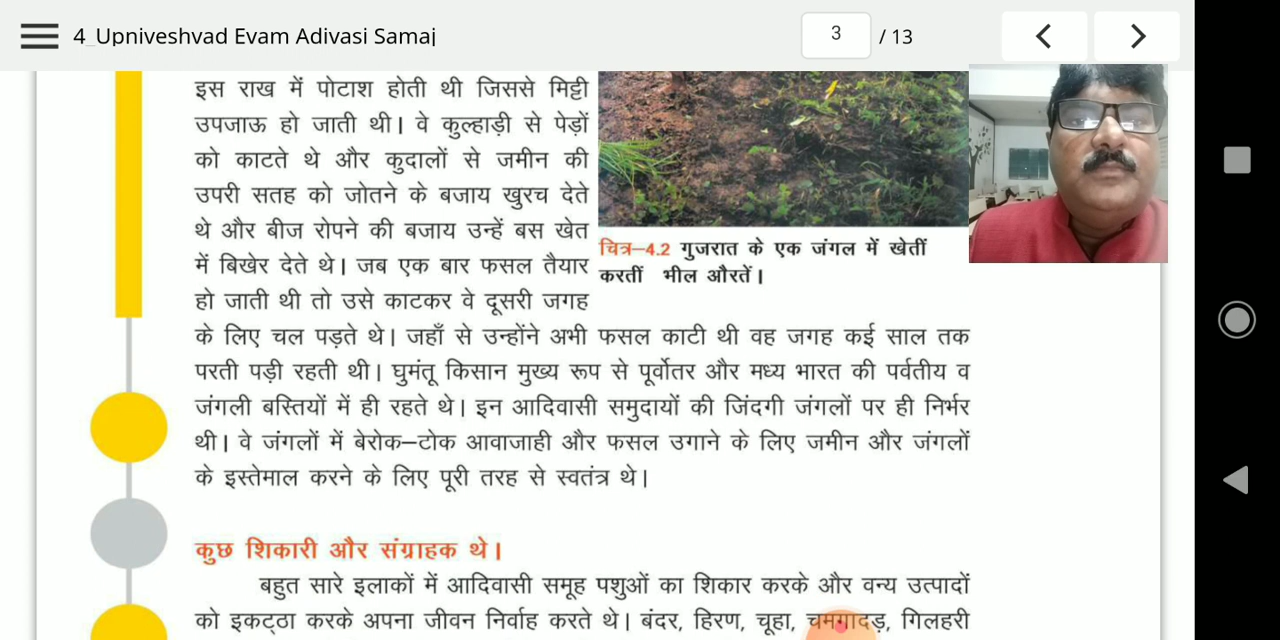 4_Upniveshvad Evam Adivasi Samaj
3 / 13
इस राख में पोटाश होती थी जिससे मिट्टी
उपजाऊ हो जाती थी। वे कुल्हाड़ी से पेड़ों
को काटते थे और कुदालों से जमीन की
उपरी सतह को जोतने के बजाय खुरच देते
थे और बीज रोपने की बजाय उन्हें बस खेत
में बिखेर देते थे। जब एक बार फसल तैयार
हो जाती थी तो उसे काटकर वे दूसरी जगह
चित्र–4.2 गुजरात के एक जंगल में खेतीं
करतीं भील औरतें।
के लिए चल पड़ते थे। जहाँ से उन्होंने अभी फसल काटी थी वह जगह कई साल तक
परती पड़ी रहती थी। घुमंतू किसान मुख्य रूप से पूर्वोतर और मध्य भारत की पर्वतीय व
जंगली बस्तियों में ही रहते थे। इन आदिवासी समुदायों की जिंदगी जंगलों पर ही निर्भर
थी। वे जंगलों में बेरोक–टोक आवाजाही और फसल उगाने के लिए जमीन और जंगलों
के इस्तेमाल करने के लिए पूरी तरह से स्वतंत्र थे।
कुछ शिकारी और संग्राहक थे।
बहुत सारे इलाकों में आदिवासी समूह पशुओं का शिकार करके और वन्य उत्पादों
को इकट्ठा करके अपना जीवन निर्वाह करते थे। बंदर, हिरण, चूहा, चमगादड़, गिलहरी